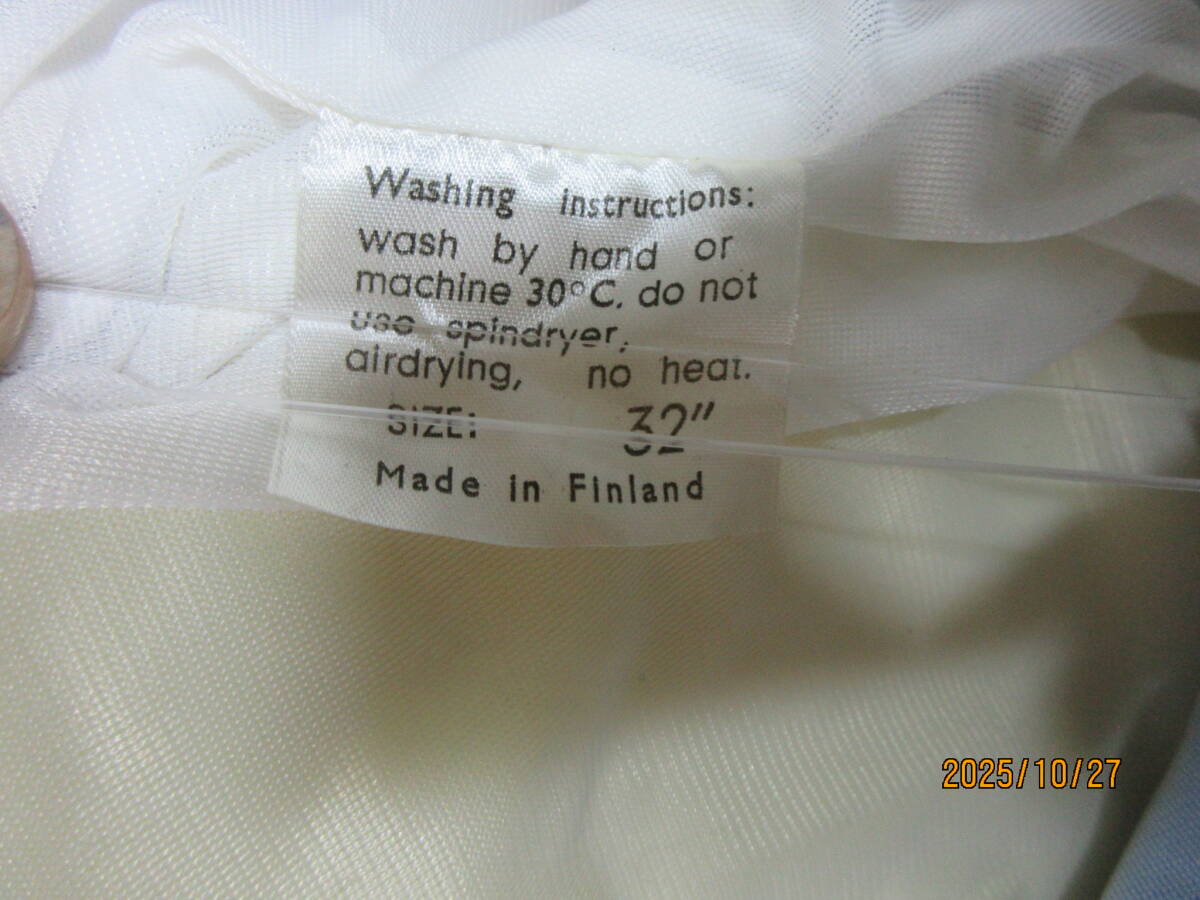 Washing instructions:
wash by hand or
machine 30°C. do not
use spindryer,
airdrying, no heat.
SIZE: 32"
Made in Finland
2025/10/27